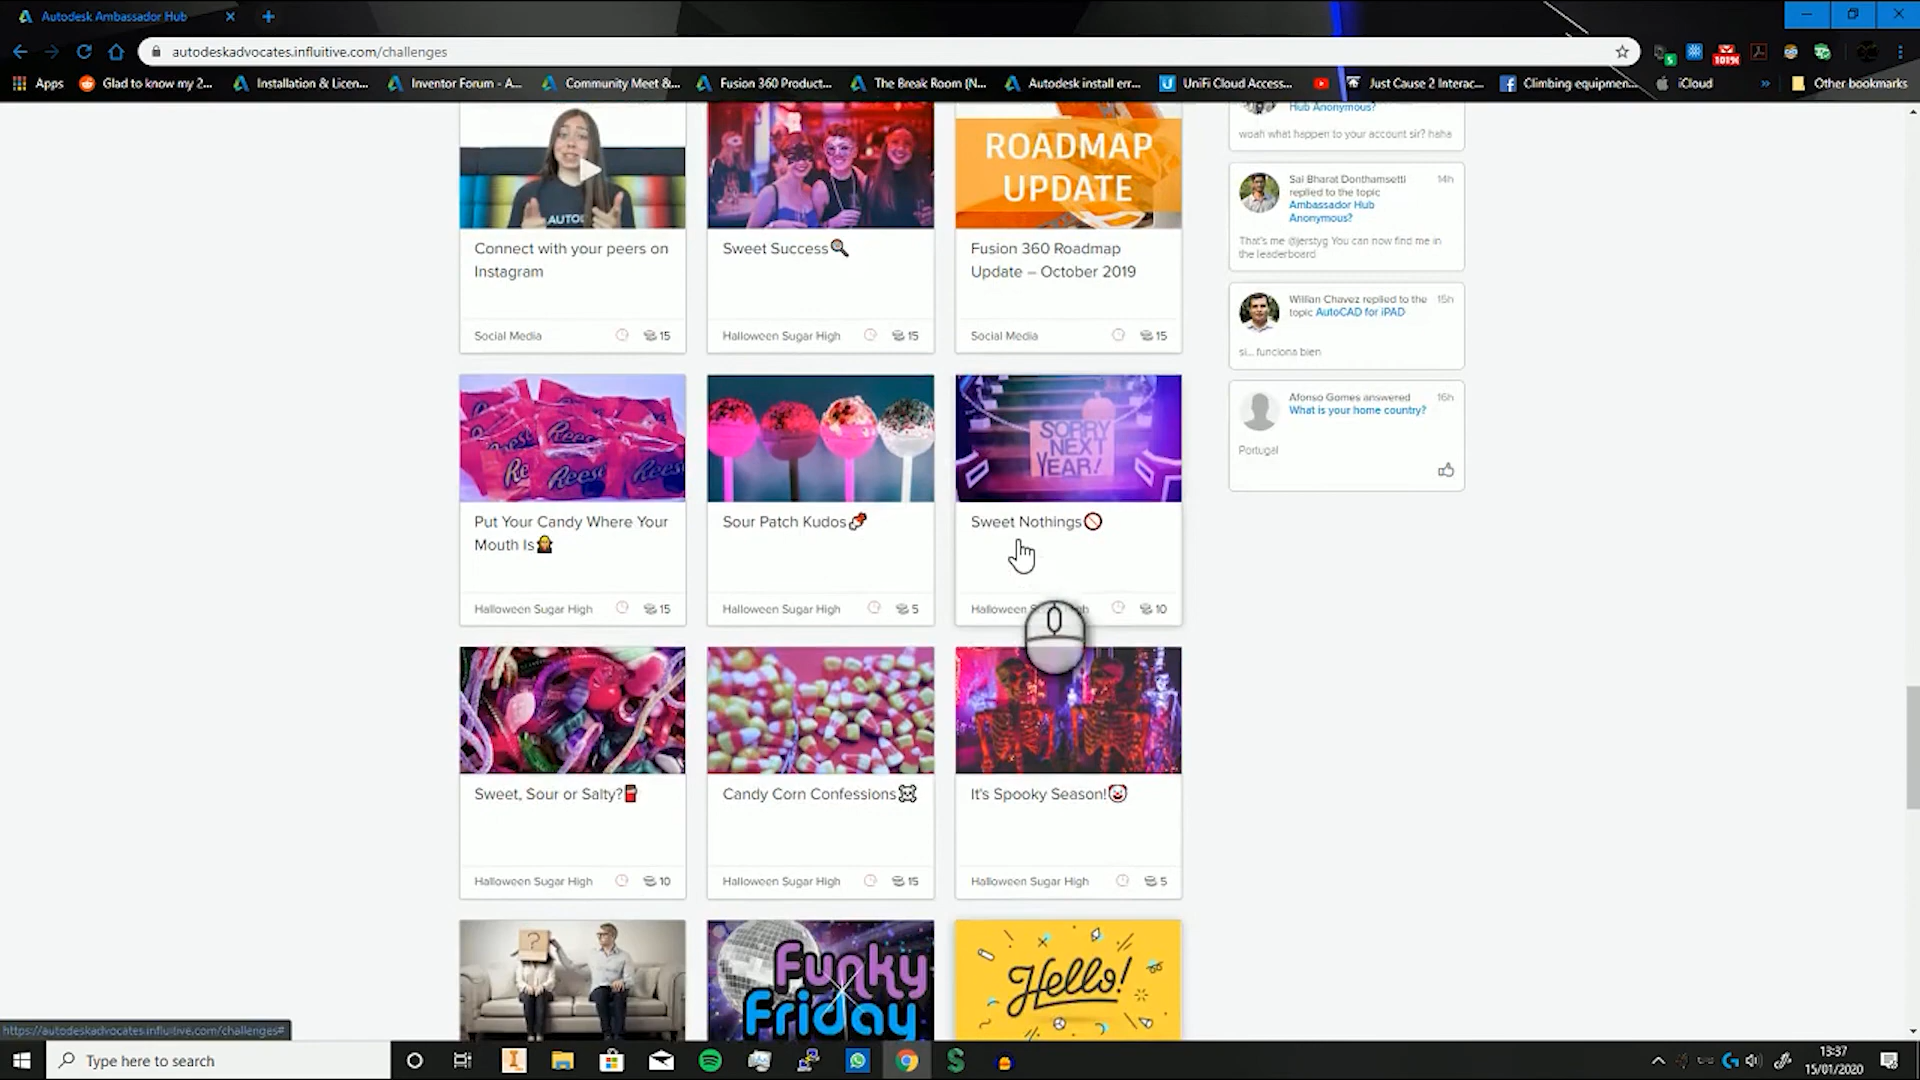 Autodesk Ambassador Hub
autodeskadvocates.influitive.com/challenges
Apps
Glad to know my 2...
Installation & Licen...
Inventor Forum - A...
Community Meet &...
Fusion 360 Product...
The Break Room (N...
Autodesk install err...
UniFi Cloud Access...
Just Cause 2 Interac...
Climbing equipmen...
iCloud
»
Other bookmarks
AUTO
ROADMAP
UPDATE
Connect with your peers on
Instagram
Social Media
15
Sweet Success
Halloween Sugar High
15
Fusion 360 Roadmap
Update – October 2019
Social Media
15
Reese
Reese
Reese
SORRY
NEXT
YEAR!
Put Your Candy Where Your
Mouth Is
Halloween Sugar High
15
Sour Patch Kudos
Halloween Sugar High
5
Sweet Nothings
Halloween
10
Sweet, Sour or Salty?
Halloween Sugar High
10
Candy Corn Confessions
Halloween Sugar High
15
It's Spooky Season!
Halloween Sugar High
5
?
Funky
Friday
Hello!
Hub Anonymous?
woah what happen to your account sir? haha
Sai Bharat Donthamsetti
14h
replied to the topic
Ambassador Hub
Anonymous?
That's me @jerstyg You can now find me in
the leaderboard
Willian Chavez replied to the
15h
topic AutoCAD for iPAD
si... funciona bien
Afonso Gomes answered
16h
What is your home country?
Portugal
https://autodeskadvocates.influitive.com/challenges#
Type here to search
13:37
15/01/2020